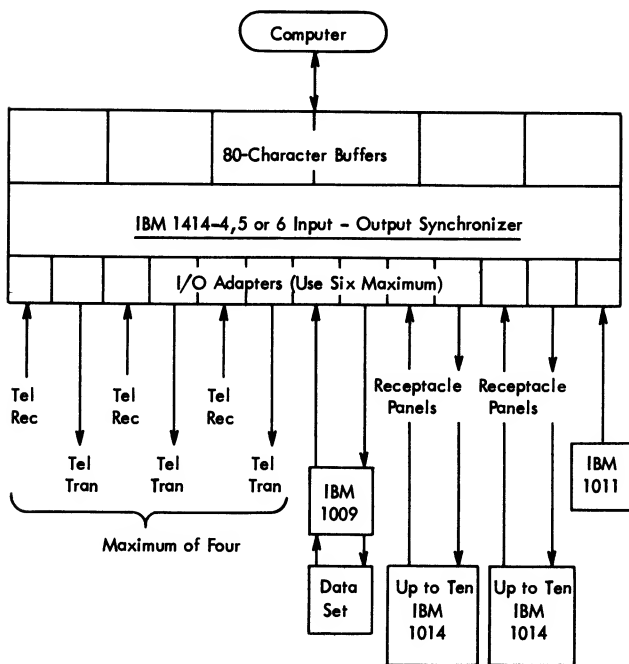 Computer
80-Character Buffers
IBM 1414-4,5 or 6 Input - Output Synchronizer
I/O Adapters (Use Six Maximum)
Tel
Rec
Tel
Rec
Tel
Rec
Receptacle
Panels
Receptacle
Panels
Tel
Tran
Tel
Tran
Tel
Tran
IBM
1009
IBM
1011
Maximum of Four
Data
Set
Up to Ten
IBM
1014
Up to Ten
IBM
1014